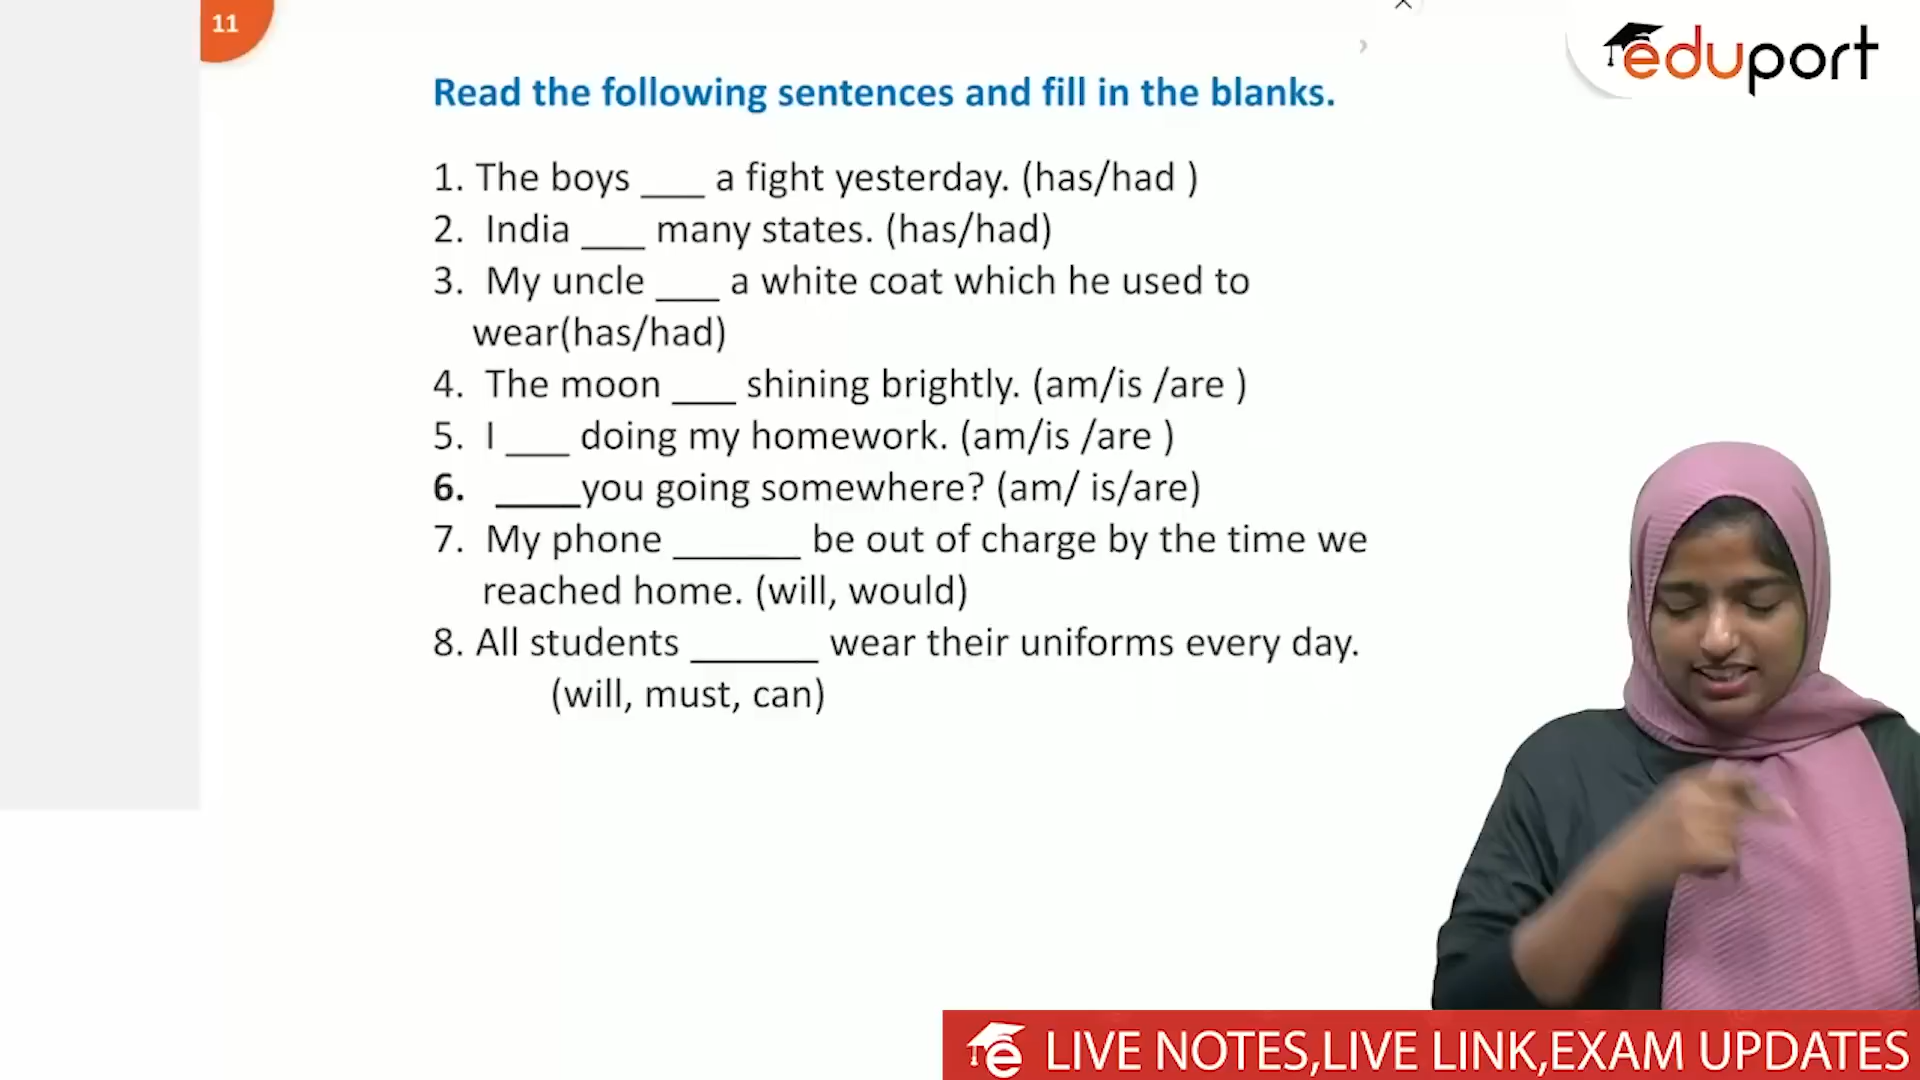 11
eduport
Read the following sentences and fill in the blanks.
1. The boys ___ a fight yesterday. (has/had )
2. India ___ many states. (has/had)
3. My uncle ___ a white coat which he used to
wear(has/had)
4. The moon ___ shining brightly. (am/is /are )
5. I ___ doing my homework. (am/is /are )
6. ____you going somewhere? (am/ is/are)
7. My phone ______ be out of charge by the time we
reached home. (will, would)
8. All students ______ wear their uniforms every day.
(will, must, can)
e LIVE NOTES,LIVE LINK,EXAM UPDATES